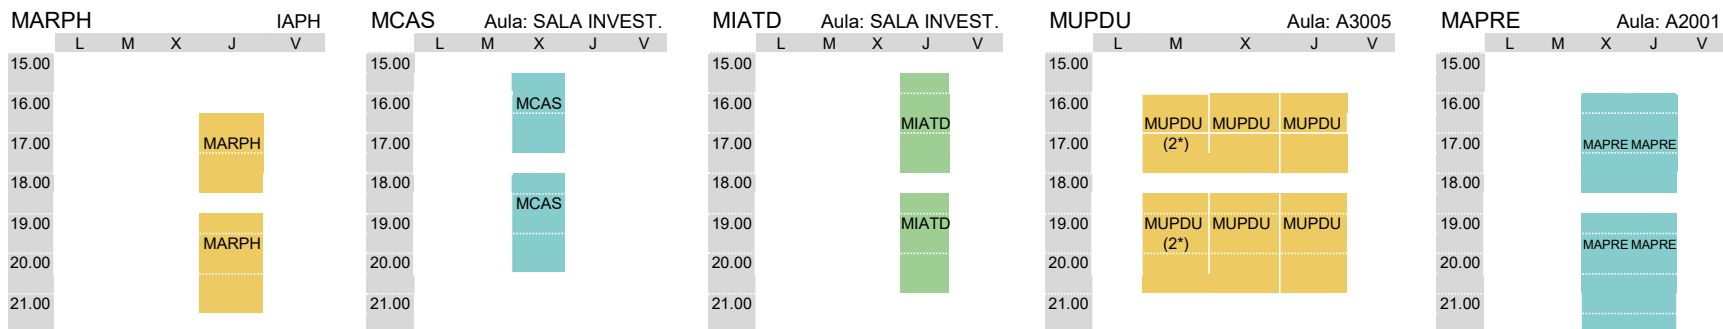 MARPH IAPH
L M X J V
15.00
16.00
MARPH
17.00
18.00
19.00
MARPH
20.00
21.00
MCAS Aula: SALA INVEST.
L M X J V
15.00
16.00 MCAS
17.00
18.00
MCAS
19.00
20.00
21.00
MIATD Aula: SALA INVEST.
L M X J V
15.00
16.00
MIATD
17.00
18.00
19.00 MIATD
20.00
21.00
MUPDU Aula: A3005
L M X J V
15.00
16.00
MUPDU MUPDU MUPDU
17.00 (2*)
18.00
19.00 MUPDU MUPDU MUPDU
(2*)
20.00
21.00
MAPRE Aula: A2001
L M X J V
15.00
16.00
17.00 MAPRE MAPRE
18.00
19.00
MAPRE MAPRE
20.00
21.00